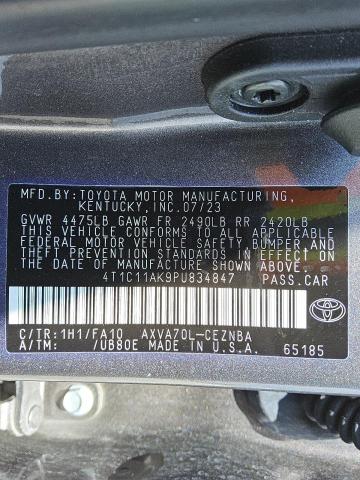 MFD.BY:TOYOTA MOTOR MANUFACTURING,
KENTUCKY,INC.07/23
GVWR 4475LB GAWR FR 2490LB RR 2420LB
THIS VEHICLE CONFORMS TO ALL APPLICABLE
FEDERAL MOTOR VEHICLE SAFETY, BUMPER,AND
THEFT PREVENTION STANDARDS IN EFFECT ON
THE DATE OF MANUFACTURE SHOWN ABOVE.
4T1C11AK9PU834847 PASS.CAR
C/TR:1H1/FA10 AXVA70L-CEZNBA
A/TM: /UB80E MADE IN U.S.A. 65185